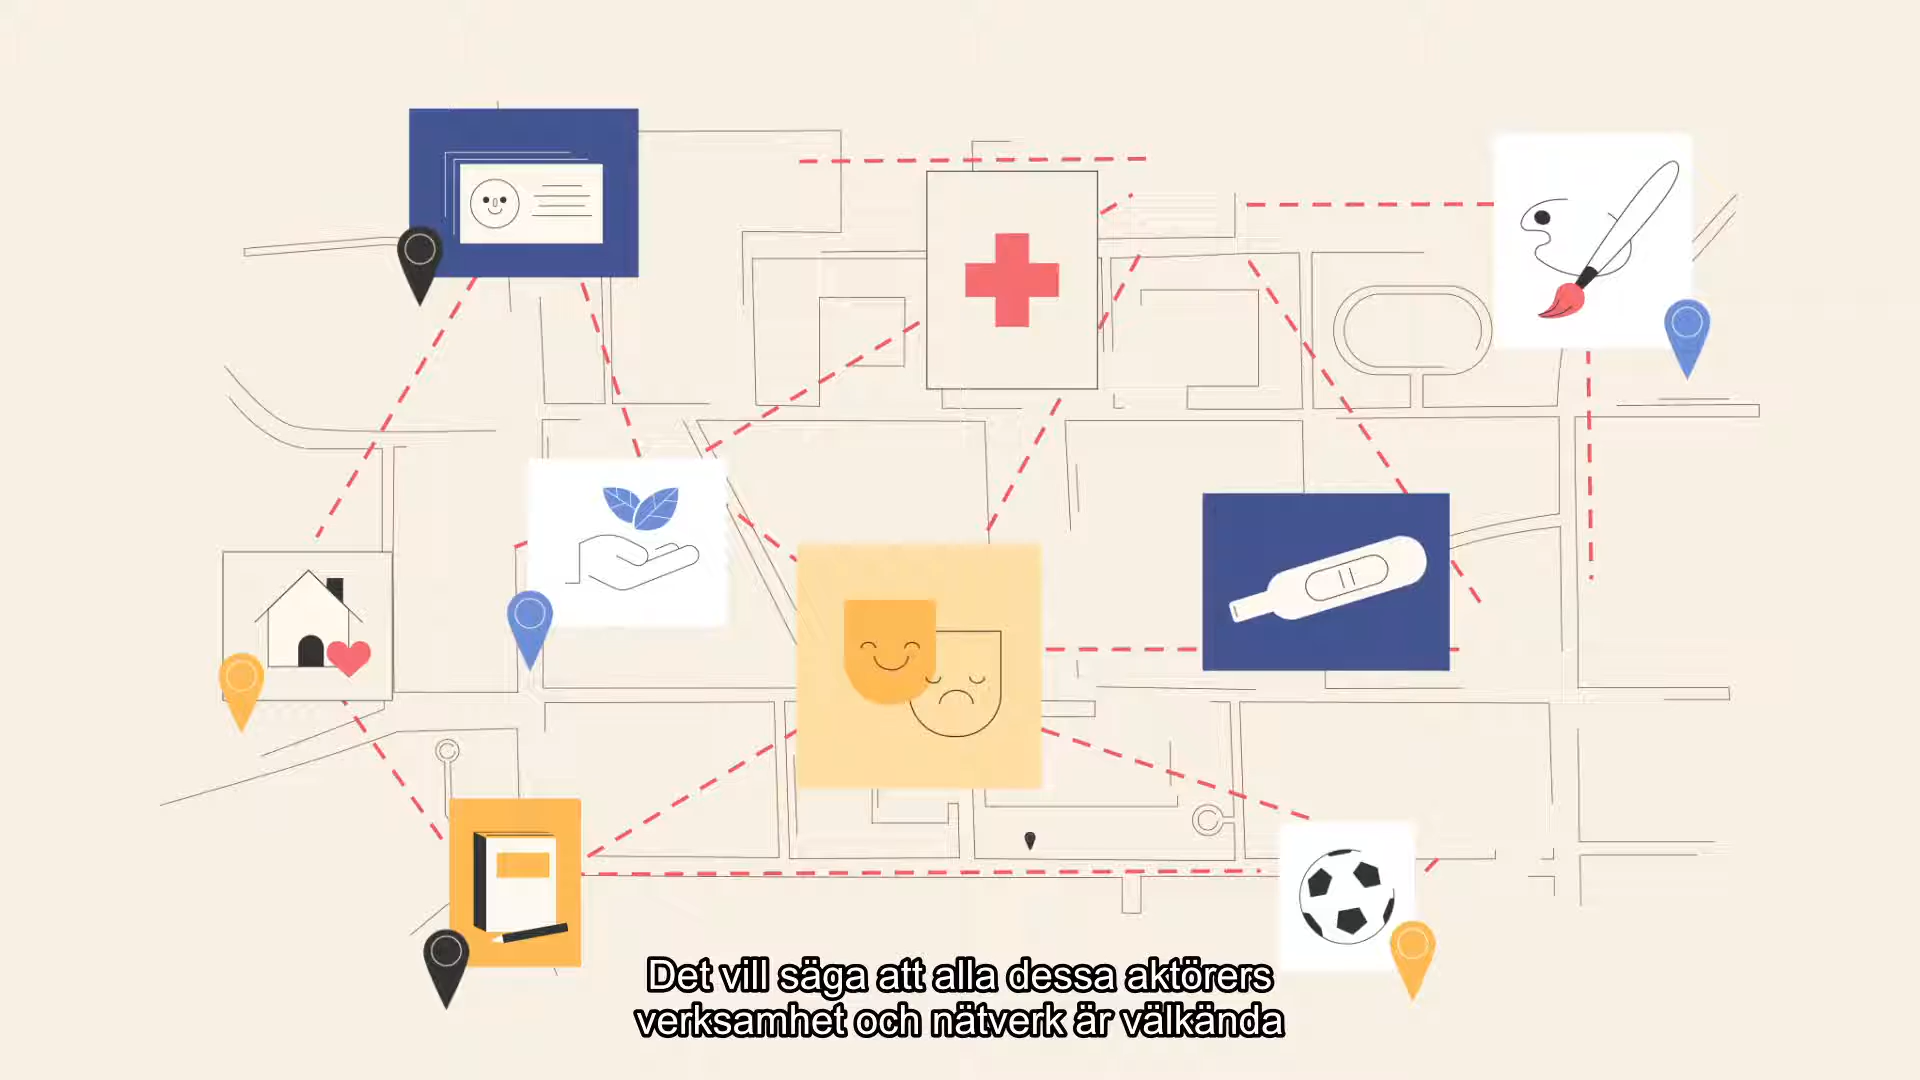 Det vill säga att alla dessa aktörers
verksamhet och nätverk är välkända